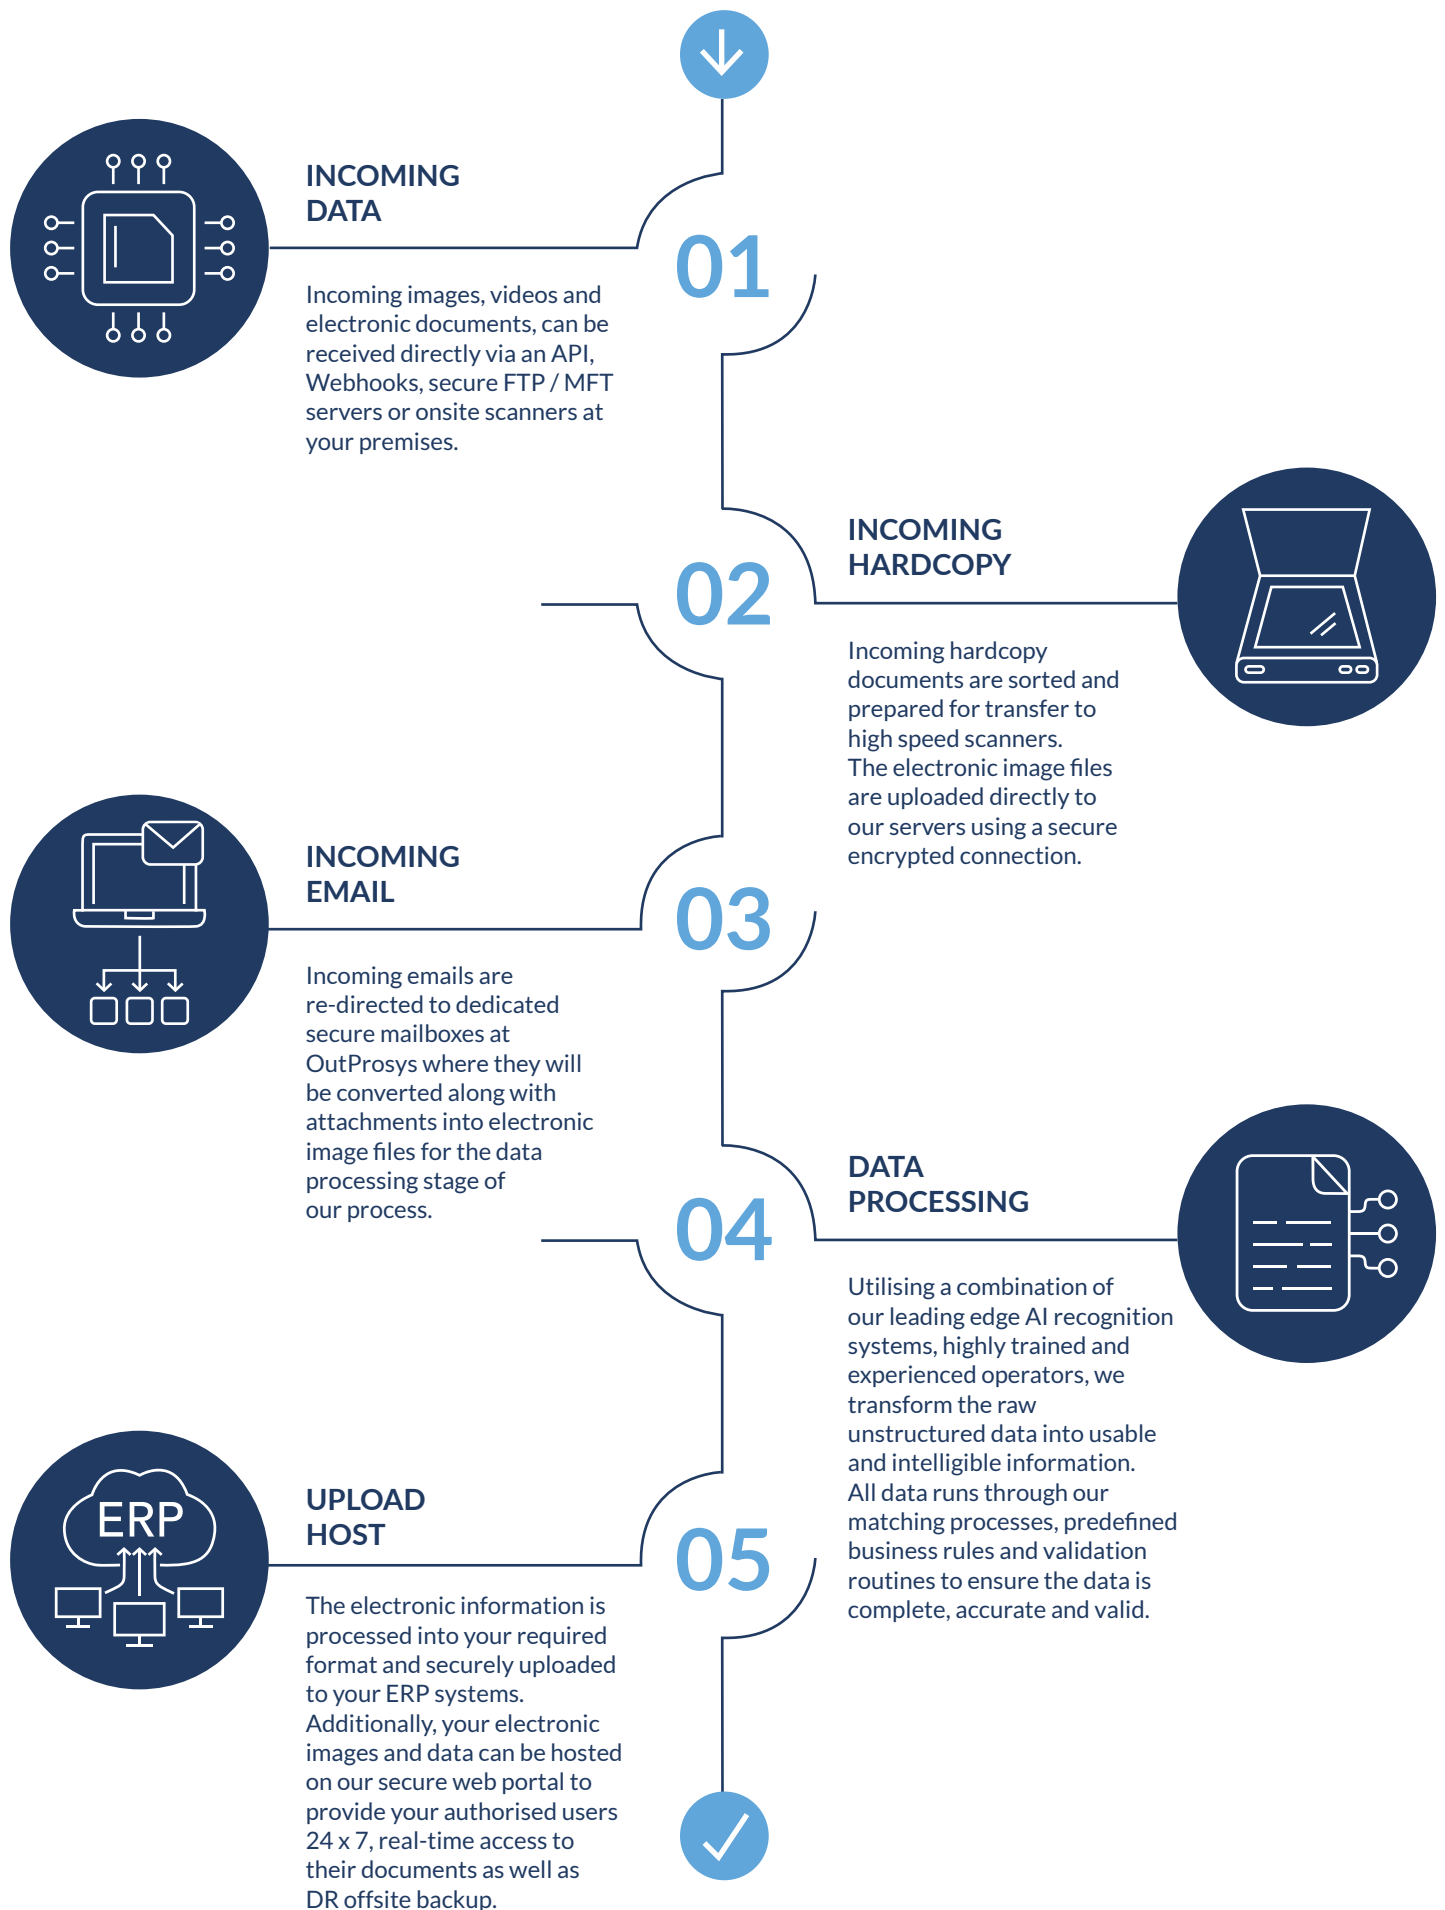 INCOMING
DATA
01
Incoming images, videos and
electronic documents, can be
received directly via an API,
Webhooks, secure FTP / MFT
servers or onsite scanners at
your premises.
INCOMING
HARDCOPY
02
Incoming hardcopy
documents are sorted and
prepared for transfer to
high speed scanners.
The electronic image files
are uploaded directly to
our servers using a secure
encrypted connection.
INCOMING
EMAIL
03
Incoming emails are
re-directed to dedicated
secure mailboxes at
OutProsys where they will
be converted along with
attachments into electronic
image files for the data
processing stage of
our process.
DATA
PROCESSING
04
Utilising a combination of
our leading edge AI recognition
systems, highly trained and
experienced operators, we
transform the raw
unstructured data into usable
and intelligible information.
All data runs through our
matching processes, predefined
business rules and validation
routines to ensure the data is
complete, accurate and valid.
ERP
UPLOAD
HOST
05
The electronic information is
processed into your required
format and securely uploaded
to your ERP systems.
Additionally, your electronic
images and data can be hosted
on our secure web portal to
provide your authorised users
24 x 7, real-time access to
their documents as well as
DR offsite backup.